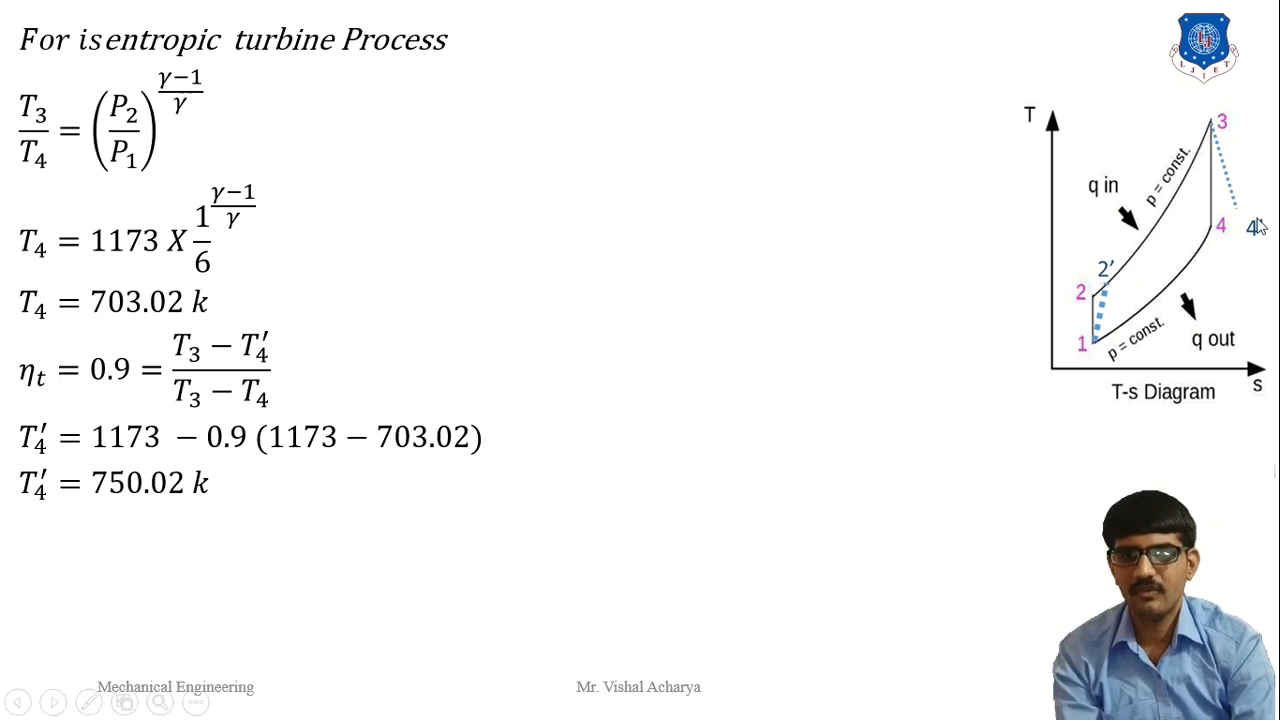 For isentropic turbine Process
T₃/T₄ = (P₂/P₁)^((γ−1)/γ)
T₄ = 1173 X 1/6^((γ−1)/γ)
T₄ = 703.02 k
ηₜ = 0.9 = (T₃ − T₄′)/(T₃ − T₄)
T₄′ = 1173 − 0.9 (1173 − 703.02)
T₄′ = 750.02 k
L J I E T
T
3
q in
p = const.
4
4
2′
2
1
p = const.
q out
s
T-s Diagram
Mechanical Engineering
Mr. Vishal Acharya